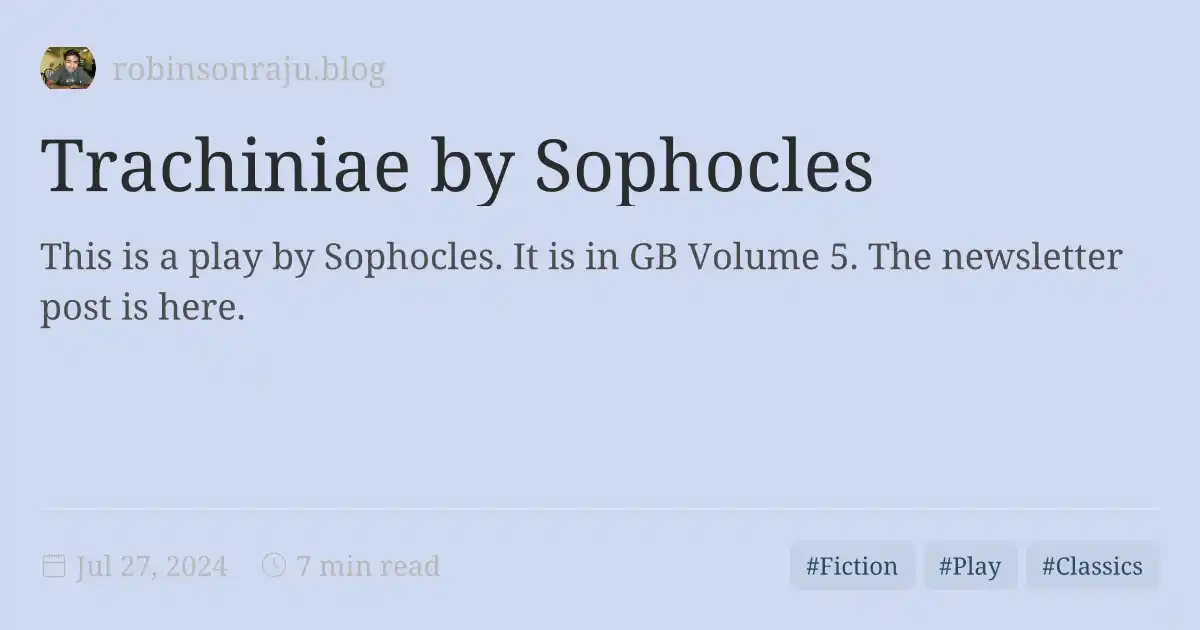 robinsonraju.blog
Trachiniae by Sophocles
This is a play by Sophocles. It is in GB Volume 5. The newsletter
post is here.
Jul 27, 2024 7 min read #Fiction #Play #Classics